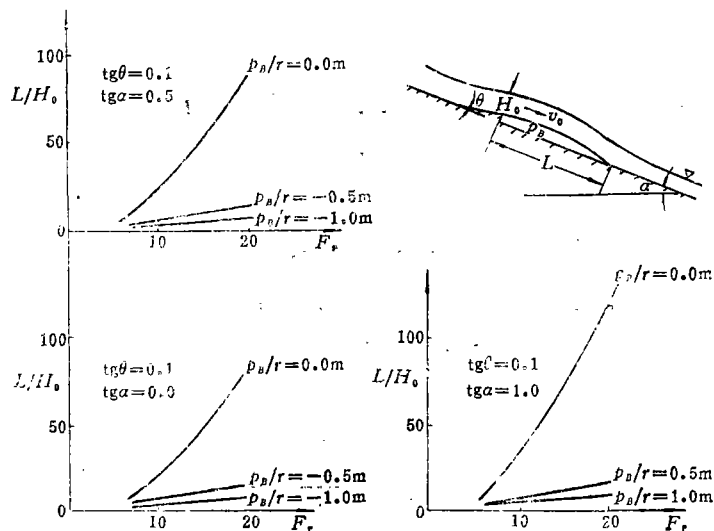 100
L/H₀
tgθ=0.1
tgα=0.5
p_B/r=0.0m
50
p_B/r=−0.5m
p_B/r=−1.0m
0
10
20
F_r
θ
H₀
v₀
p_B
L
α
100
L/H₀
tgθ=0.1
tgα=0.0
p_B/r=0.0m
50
p_B/r=−0.5m
p_B/r=−1.0m
0
10
20
F_r
p_B/r=0.0m
100
L/H₀
tgθ=0.1
tgα=1.0
50
p_B/r=0.5m
p_B/r=1.0m
0
10
20
F_r